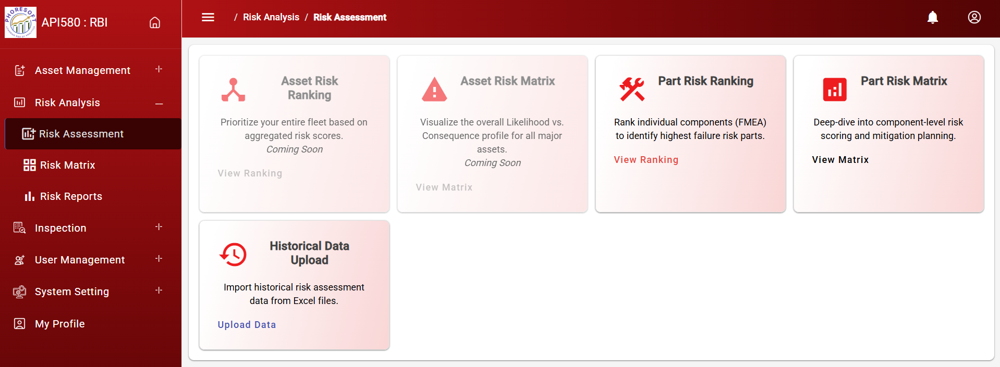 PHORESOFT
API580 : RBI
/ Risk Analysis / Risk Assessment
Asset Management
Risk Analysis
Risk Assessment
Risk Matrix
Risk Reports
Inspection
User Management
System Setting
My Profile
Asset Risk
Ranking
Prioritize your entire fleet based on
aggregated risk scores.
Coming Soon
View Ranking
Asset Risk Matrix
Visualize the overall Likelihood vs.
Consequence profile for all major
assets.
Coming Soon
View Matrix
Part Risk Ranking
Rank individual components (FMEA)
to identify highest failure risk parts.
View Ranking
Part Risk Matrix
Deep-dive into component-level risk
scoring and mitigation planning.
View Matrix
Historical Data
Upload
Import historical risk assessment
data from Excel files.
Upload Data